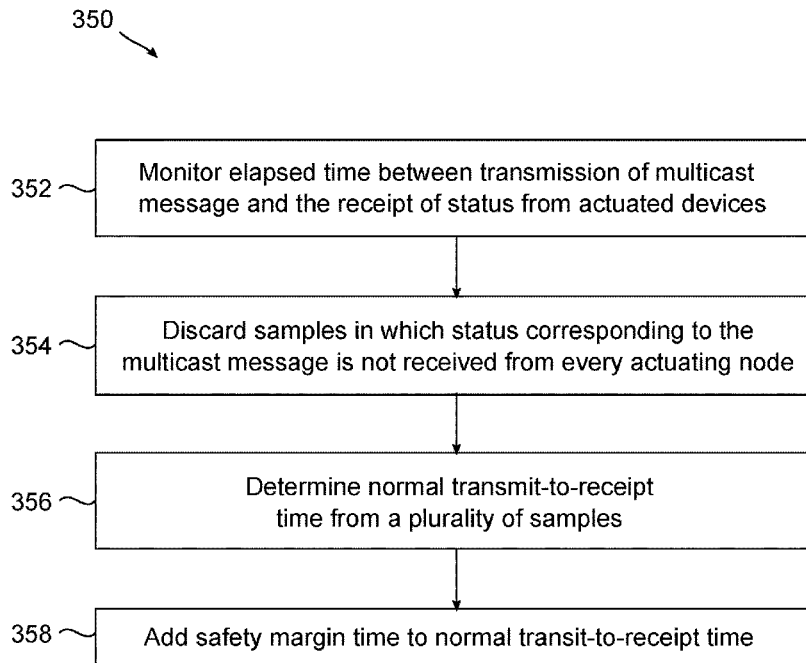 350
352
Monitor elapsed time between transmission of multicast
message and the receipt of status from actuated devices
354
Discard samples in which status corresponding to the
multicast message is not received from every actuating node
356
Determine normal transmit-to-receipt
time from a plurality of samples
358
Add safety margin time to normal transit-to-receipt time